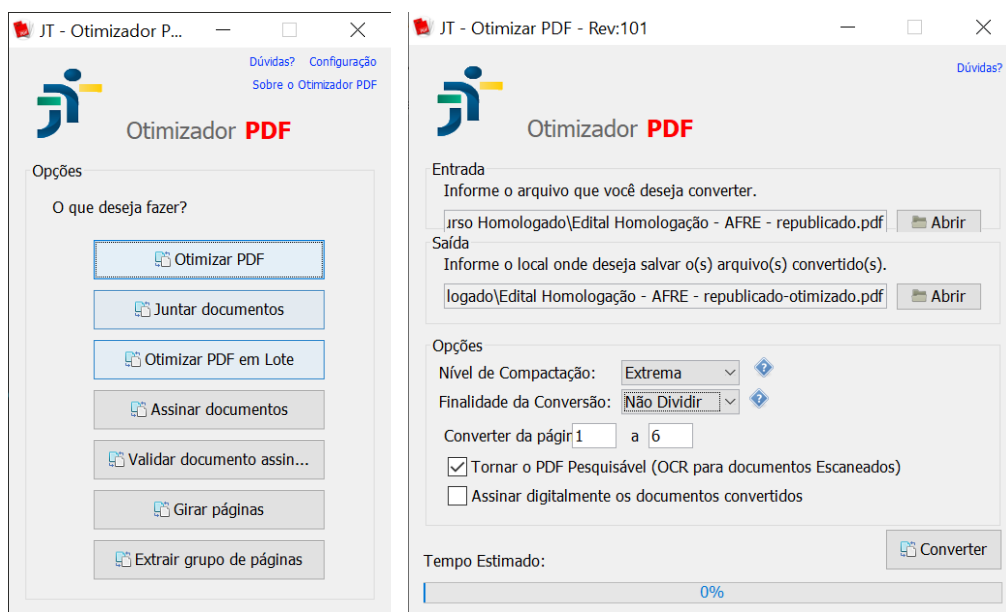 JT - Otimizador P...
Dúvidas? Configuração
Sobre o Otimizador PDF
Otimizador PDF
Opções
O que deseja fazer?
Otimizar PDF
Juntar documentos
Otimizar PDF em Lote
Assinar documentos
Validar documento assin...
Girar páginas
Extrair grupo de páginas
JT - Otimizar PDF - Rev:101
Dúvidas?
Otimizador PDF
Entrada
Informe o arquivo que você deseja converter.
urso Homologado\Edital Homologação - AFRE - republicado.pdf Abrir
Saída
Informe o local onde deseja salvar o(s) arquivo(s) convertido(s).
logado\Edital Homologação - AFRE - republicado-otimizado.pdf Abrir
Opções
Nível de Compactação: Extrema
Finalidade da Conversão: Não Dividir
Converter da págir 1 a 6
Tornar o PDF Pesquisável (OCR para documentos Escaneados)
Assinar digitalmente os documentos convertidos
Converter
Tempo Estimado:
0%